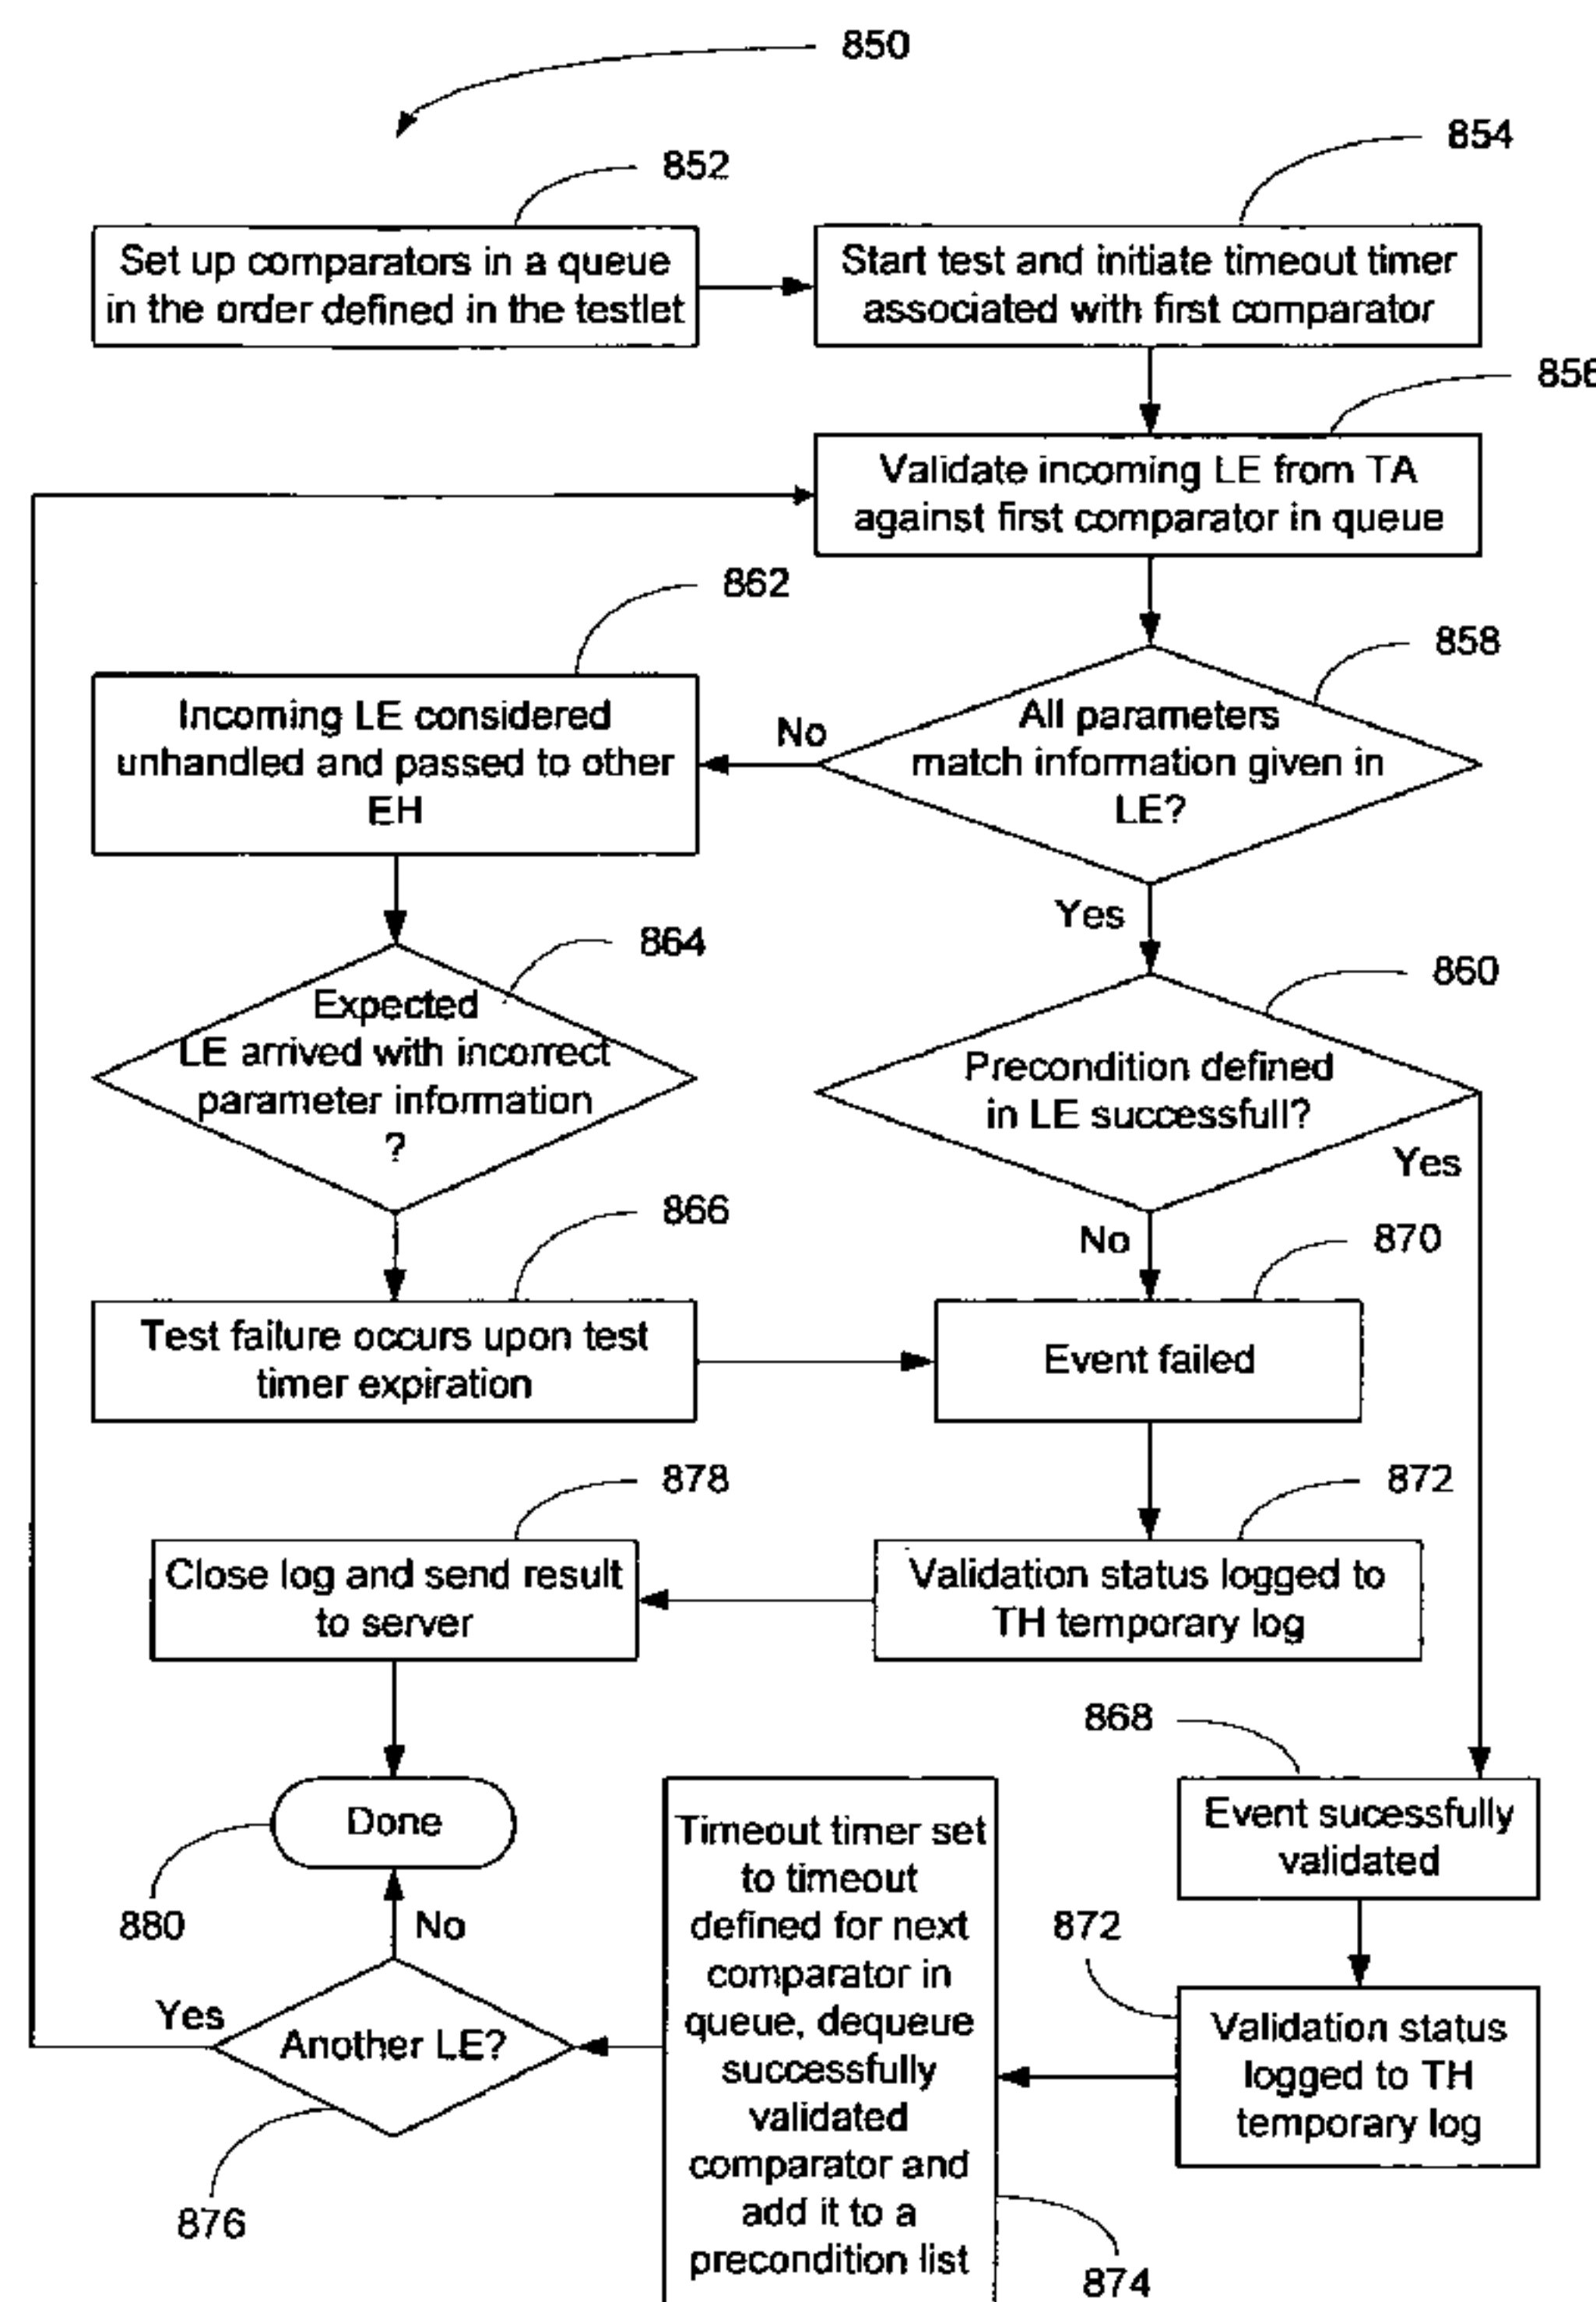 850
852
854
Set up comparators in a queue
in the order defined in the testlet
Start test and initiate timeout timer
associated with first comparator
856
Validate incoming LE from TA
against first comparator in queue
862
858
Incoming LE considered
unhandled and passed to other
EH
No
All parameters
match information given in
LE?
Yes
864
860
Expected
LE arrived with incorrect
parameter information
?
Precondition defined
in LE successfull?
Yes
866
No
870
Test failure occurs upon test
timer expiration
Event failed
878
872
Close log and send result
to server
Validation status logged to
TH temporary log
868
Done
Event sucessfully
validated
880
No
Timeout timer set
to timeout
defined for next
comparator in
queue, dequeue
successfully
validated
comparator and
add it to a
precondition list
872
Yes
Another LE?
Validation status
logged to TH
temporary log
876
874